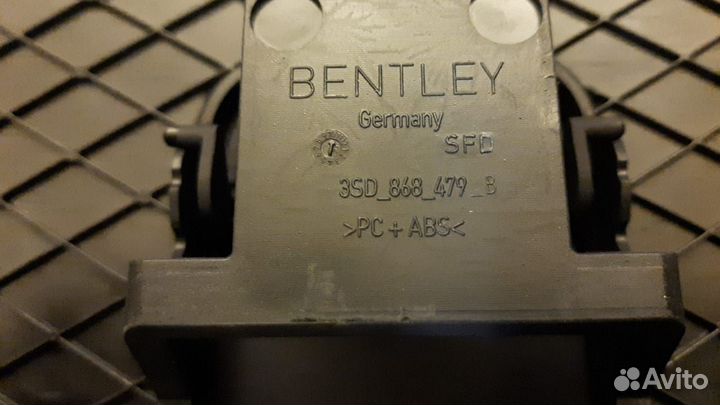 BENTLEY
Germany
SFD
3SD_868_479_B
>PC+ABS<
Avito